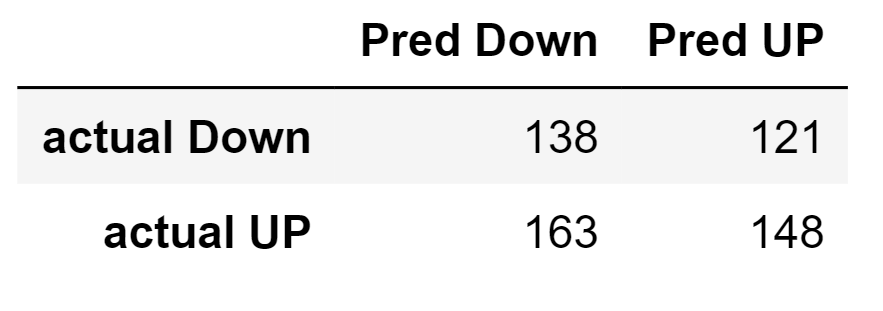 Pred Down Pred UP
actual Down 138 121
actual UP 163 148